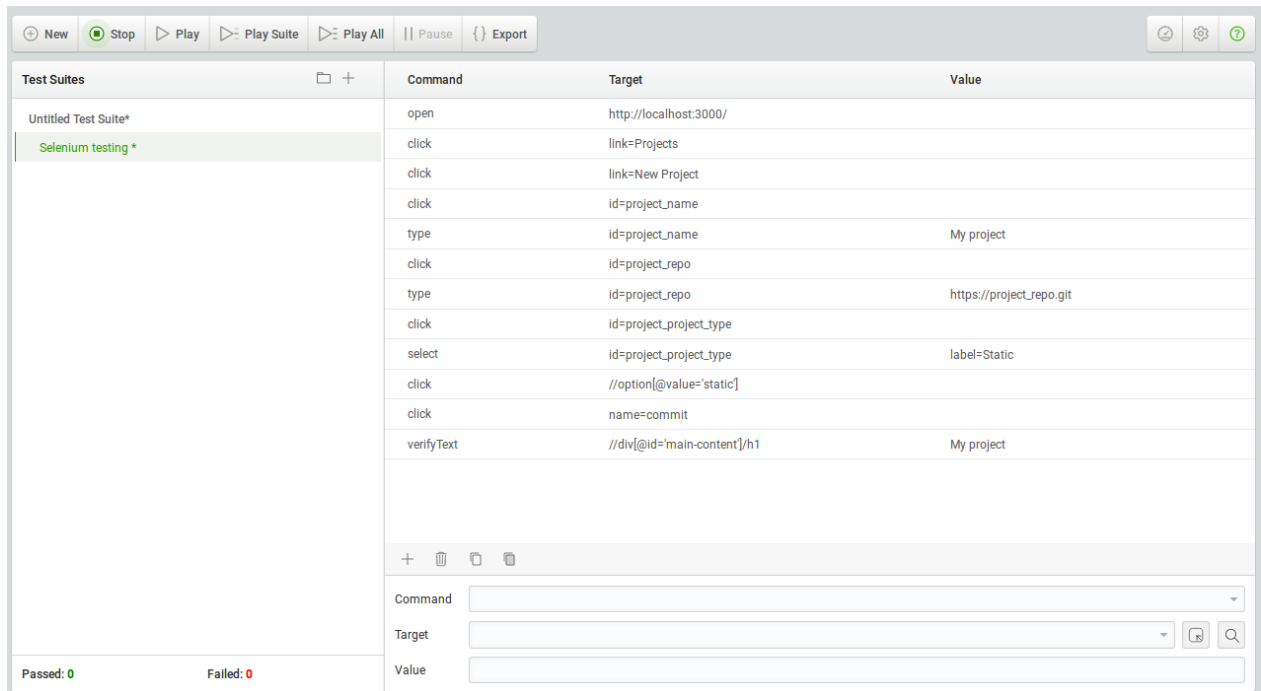 New Stop Play Play Suite Play All Pause Export
Test Suites
Untitled Test Suite*
Selenium testing *
Passed: 0 Failed: 0
Command Target Value
open http://localhost:3000/
click link=Projects
click link=New Project
click id=project_name
type id=project_name My project
click id=project_repo
type id=project_repo https://project_repo.git
click id=project_project_type
select id=project_project_type label=Static
click //option[@value='static']
click name=commit
verifyText //div[@id='main-content']/h1 My project
Command
Target
Value